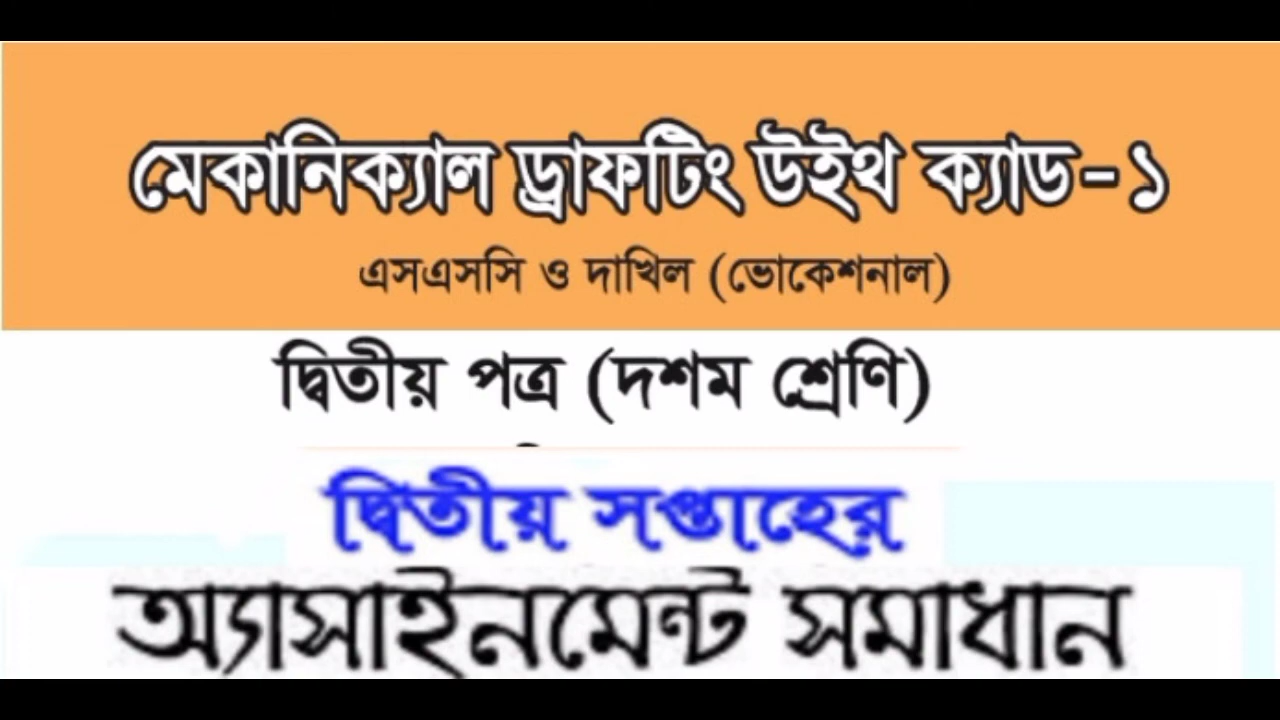 মেকানিক্যাল ড্রাফটিং উইথ ক্যাড-১
এসএসসি ও দাখিল (ভোকেশনাল)
দ্বিতীয় পত্র (দশম শ্রেণি)
দ্বিতীয় সপ্তাহের
অ্যাসাইনমেন্ট সমাধান